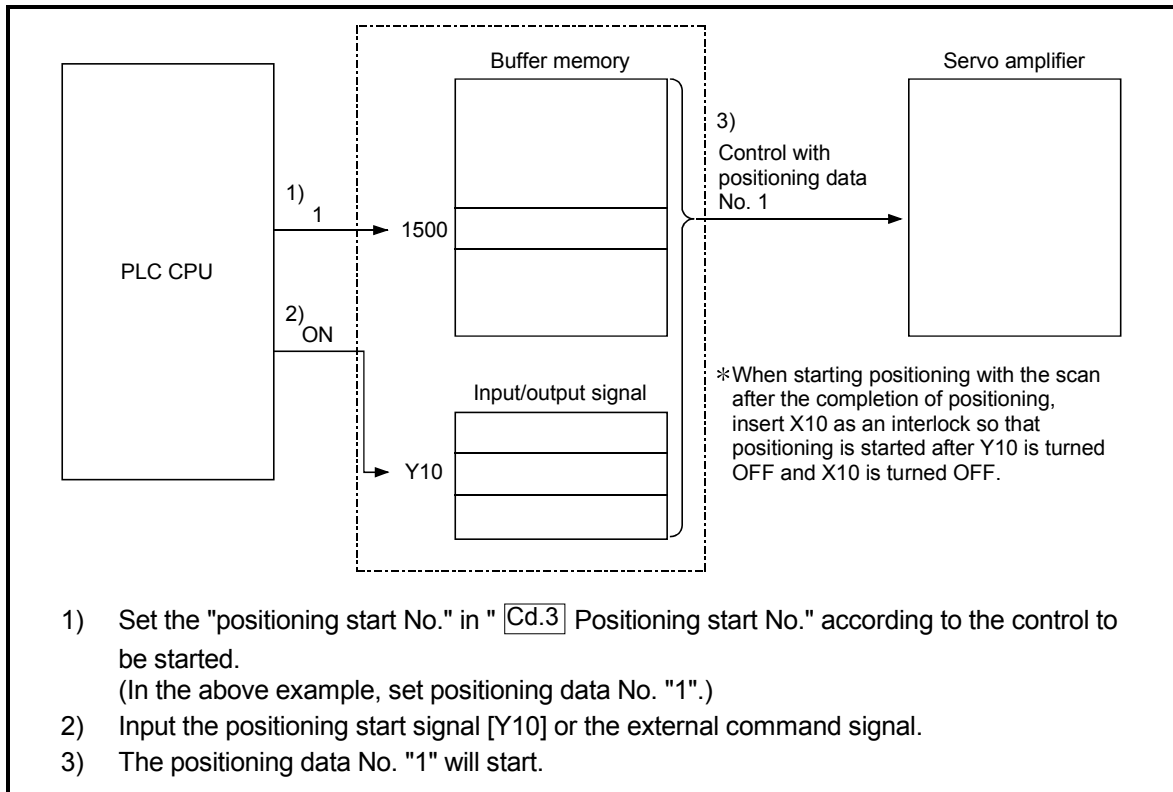 Buffer memory
Servo amplifier
3)
Control with
positioning data
No. 1
1)
1
1500
PLC CPU
2)
ON
Input/output signal
Y10
*When starting positioning with the scan
after the completion of positioning,
insert X10 as an interlock so that
positioning is started after Y10 is turned
OFF and X10 is turned OFF.
1) Set the "positioning start No." in " Cd.3 Positioning start No." according to the control to
be started.
(In the above example, set positioning data No. "1".)
2) Input the positioning start signal [Y10] or the external command signal.
3) The positioning data No. "1" will start.